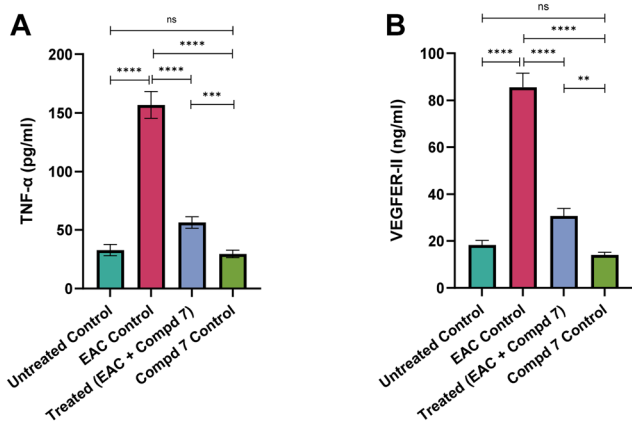 A
ns
****
**** ****
***
TNF-α (pg/ml)
200
150
100
50
0
Untreated Control
EAC Control
Treated (EAC + Compd 7)
Compd 7 Control
B
ns
****
**** ****
**
VEGFER-II (ng/ml)
100
80
60
40
20
0
Untreated Control
EAC Control
Treated (EAC + Compd 7)
Compd 7 Control